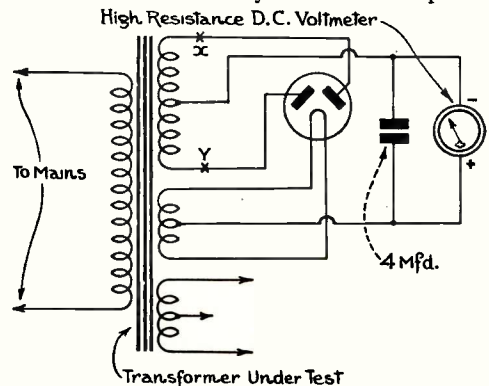 High Resistance D.C. Voltmeter
x
Y
To Mains
-
+
4 Mfd.
Transformer Under Test